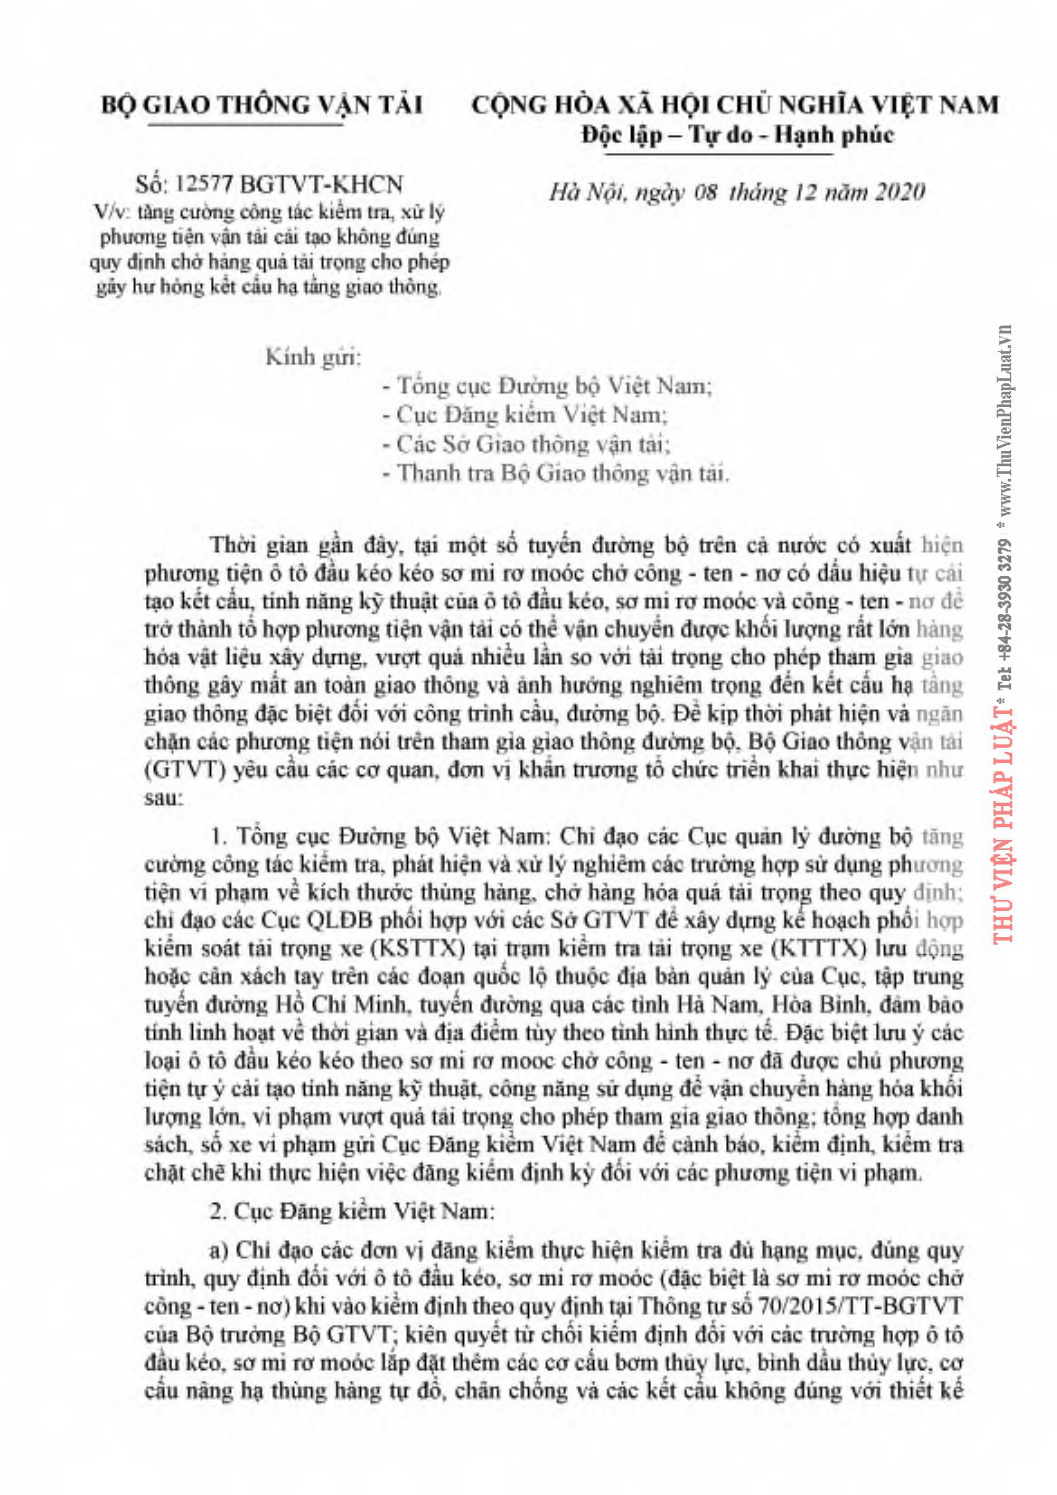 BỘ GIAO THÔNG VẬN TẢI
CỘNG HÒA XÃ HỘI CHỦ NGHĨA VIỆT NAM
Độc lập – Tự do - Hạnh phúc
Số: 12577 BGTVT-KHCN
Hà Nội, ngày 08 tháng 12 năm 2020
V/v: tăng cường công tác kiểm tra, xử lý
phương tiện vận tải cải tạo không đúng
quy định chở hàng quá tải trọng cho phép
gây hư hỏng kết cấu hạ tầng giao thông.
Kính gửi:
- Tổng cục Đường bộ Việt Nam;
- Cục Đăng kiểm Việt Nam;
- Các Sở Giao thông vận tải;
- Thanh tra Bộ Giao thông vận tải.
Thời gian gần đây, tại một số tuyến đường bộ trên cả nước có xuất hiện
phương tiện ô tô đầu kéo kéo sơ mi rơ moóc chở công - ten - nơ có dấu hiệu tự cải
tạo kết cấu, tính năng kỹ thuật của ô tô đầu kéo, sơ mi rơ moóc và công - ten - nơ để
trở thành tổ hợp phương tiện vận tải có thể vận chuyển được khối lượng rất lớn hàng
hóa vật liệu xây dựng, vượt quá nhiều lần so với tải trọng cho phép tham gia giao
thông gây mất an toàn giao thông và ảnh hưởng nghiêm trọng đến kết cấu hạ tầng
giao thông đặc biệt đối với công trình cầu, đường bộ. Để kịp thời phát hiện và ngăn
chặn các phương tiện nói trên tham gia giao thông đường bộ, Bộ Giao thông vận tải
(GTVT) yêu cầu các cơ quan, đơn vị khẩn trương tổ chức triển khai thực hiện như
sau:
1. Tổng cục Đường bộ Việt Nam: Chỉ đạo các Cục quản lý đường bộ tăng
cường công tác kiểm tra, phát hiện và xử lý nghiêm các trường hợp sử dụng phương
tiện vi phạm về kích thước thùng hàng, chở hàng hóa quá tải trọng theo quy định;
chỉ đạo các Cục QLĐB phối hợp với các Sở GTVT để xây dựng kế hoạch phối hợp
kiểm soát tải trọng xe (KSTTX) tại trạm kiểm tra tải trọng xe (KTTTX) lưu động
hoặc cân xách tay trên các đoạn quốc lộ thuộc địa bàn quản lý của Cục, tập trung
tuyến đường Hồ Chí Minh, tuyến đường qua các tỉnh Hà Nam, Hòa Bình, đảm bảo
tính linh hoạt về thời gian và địa điểm tùy theo tình hình thực tế. Đặc biệt lưu ý các
loại ô tô đầu kéo kéo theo sơ mi rơ mooc chở công - ten - nơ đã được chủ phương
tiện tự ý cải tạo tính năng kỹ thuật, công năng sử dụng để vận chuyển hàng hóa khối
lượng lớn, vi phạm vượt quá tải trọng cho phép tham gia giao thông; tổng hợp danh
sách, số xe vi phạm gửi Cục Đăng kiểm Việt Nam để cảnh báo, kiểm định, kiểm tra
chặt chẽ khi thực hiện việc đăng kiểm định kỳ đối với các phương tiện vi phạm.
2. Cục Đăng kiểm Việt Nam:
a) Chỉ đạo các đơn vị đăng kiểm thực hiện kiểm tra đủ hạng mục, đúng quy
trình, quy định đối với ô tô đầu kéo, sơ mi rơ moóc (đặc biệt là sơ mi rơ moóc chở
công - ten - nơ) khi vào kiểm định theo quy định tại Thông tư số 70/2015/TT-BGTVT
của Bộ trưởng Bộ GTVT; kiên quyết từ chối kiểm định đối với các trường hợp ô tô
đầu kéo, sơ mi rơ moóc lắp đặt thêm các cơ cấu bơm thủy lực, bình dầu thủy lực, cơ
cấu nâng hạ thùng hàng tự đổ, chân chống và các kết cấu không đúng với thiết kế
THƯ VIỆN PHÁP LUẬT * Tel: +84-28-3930 3279 * www.ThuVienPhapLuat.vn